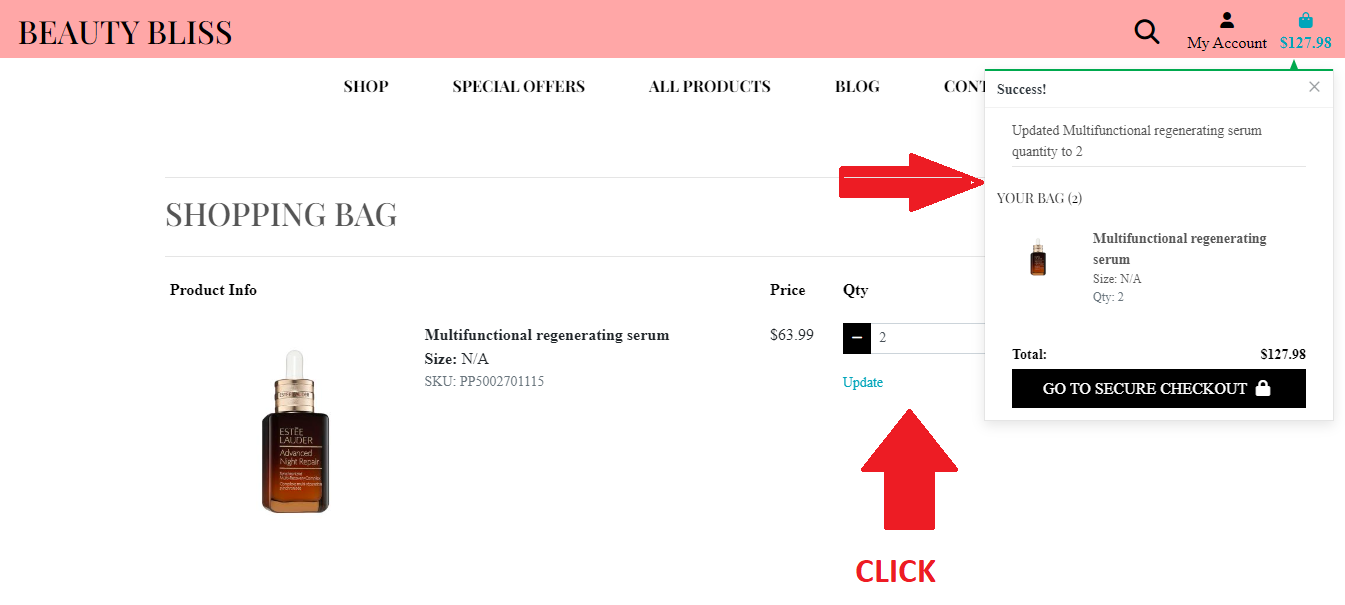 BEAUTY BLISS
My Account
$127.98
SHOP
SPECIAL OFFERS
ALL PRODUCTS
BLOG
CONT
Success!
Updated Multifunctional regenerating serum
quantity to 2
YOUR BAG (2)
Multifunctional regenerating
serum
Size: N/A
Qty: 2
Total:
$127.98
GO TO SECURE CHECKOUT
SHOPPING BAG
Product Info
Price
Qty
Multifunctional regenerating serum
Size: N/A
SKU: PP5002701115
$63.99
2
Update
ESTĒE
LAUDER
Advanced
Night Repair
CLICK